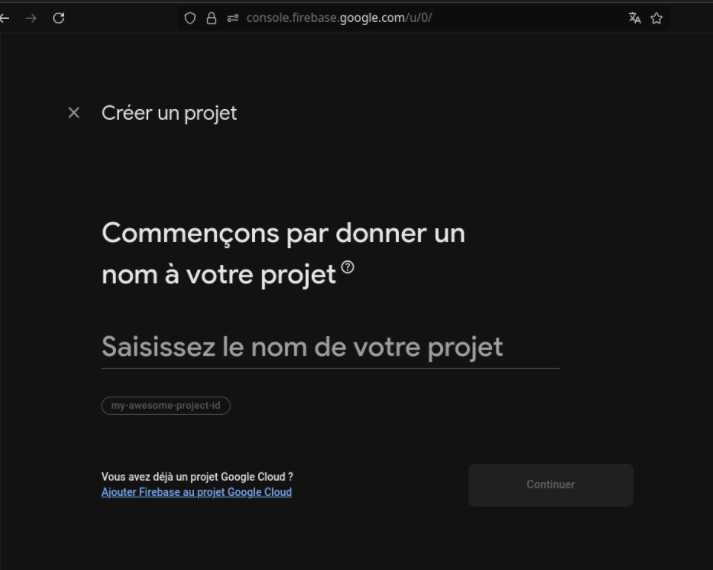 console.firebase.google.com/u/0/
Créer un projet
Commençons par donner un
nom à votre projet
Saisissez le nom de votre projet
my-awesome-project-id
Vous avez déjà un projet Google Cloud ?
Ajouter Firebase au projet Google Cloud
Continuer